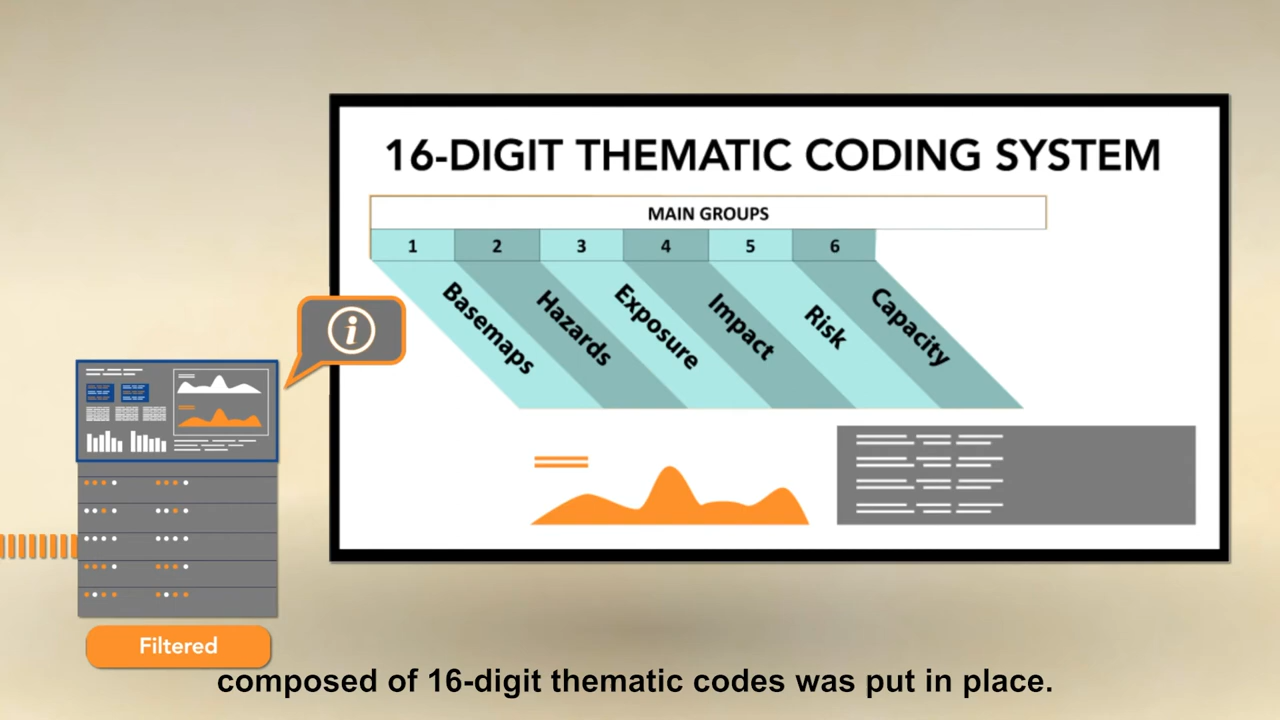 16-DIGIT THEMATIC CODING SYSTEM
MAIN GROUPS
1 2 3 4 5 6
Basemaps
Hazards
Exposure
Impact
Risk
Capacity
i
Filtered
composed of 16-digit thematic codes was put in place.